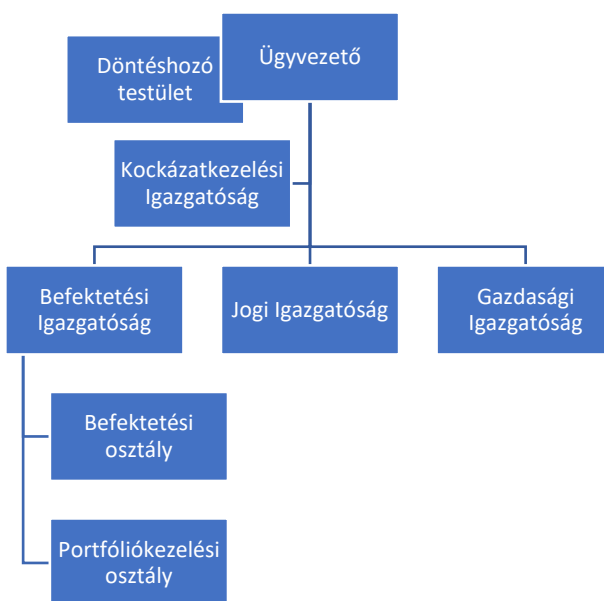 Döntéshozó
testület
Ügyvezető
Kockázatkezelési
Igazgatóság
Befektetési
Igazgatóság
Jogi Igazgatóság
Gazdasági
Igazgatóság
Befektetési
osztály
Portfóliókezelési
osztály